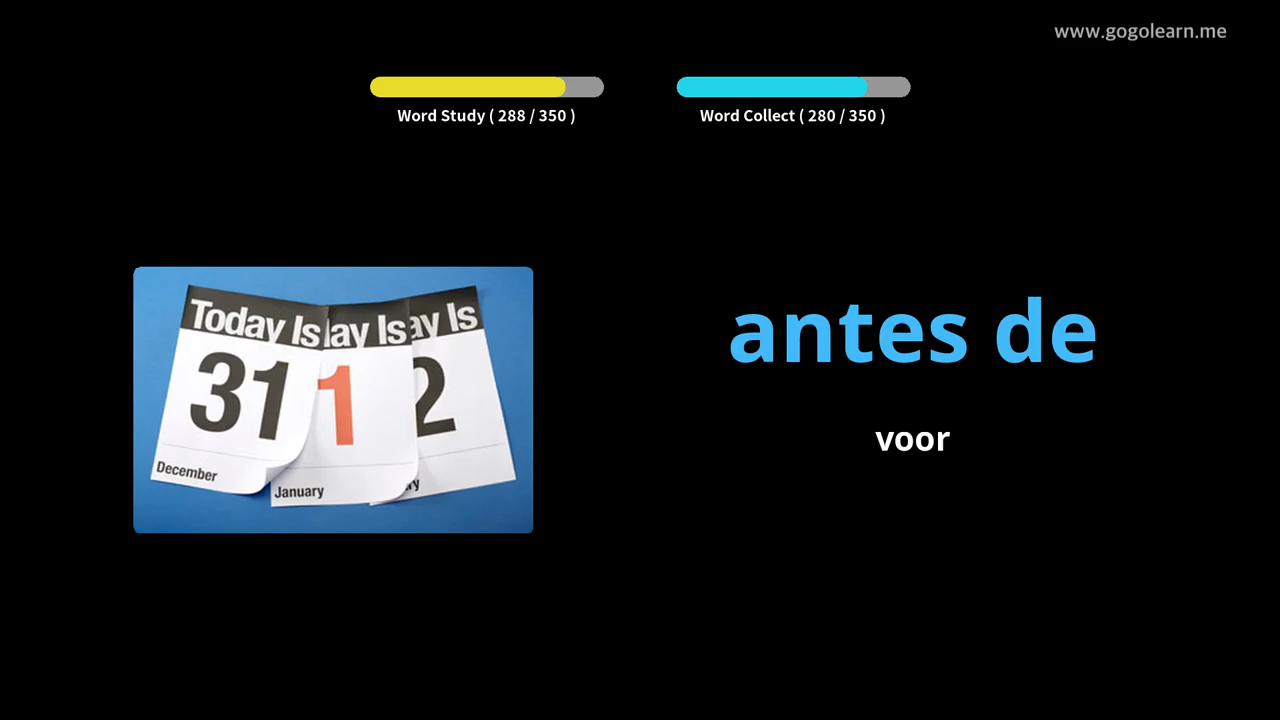 www.gogolearn.me
Word Study ( 288 / 350 )
Word Collect ( 280 / 350 )
Today Is
ay Is
ay Is
31
1
2
December
January
ry
antes de
voor